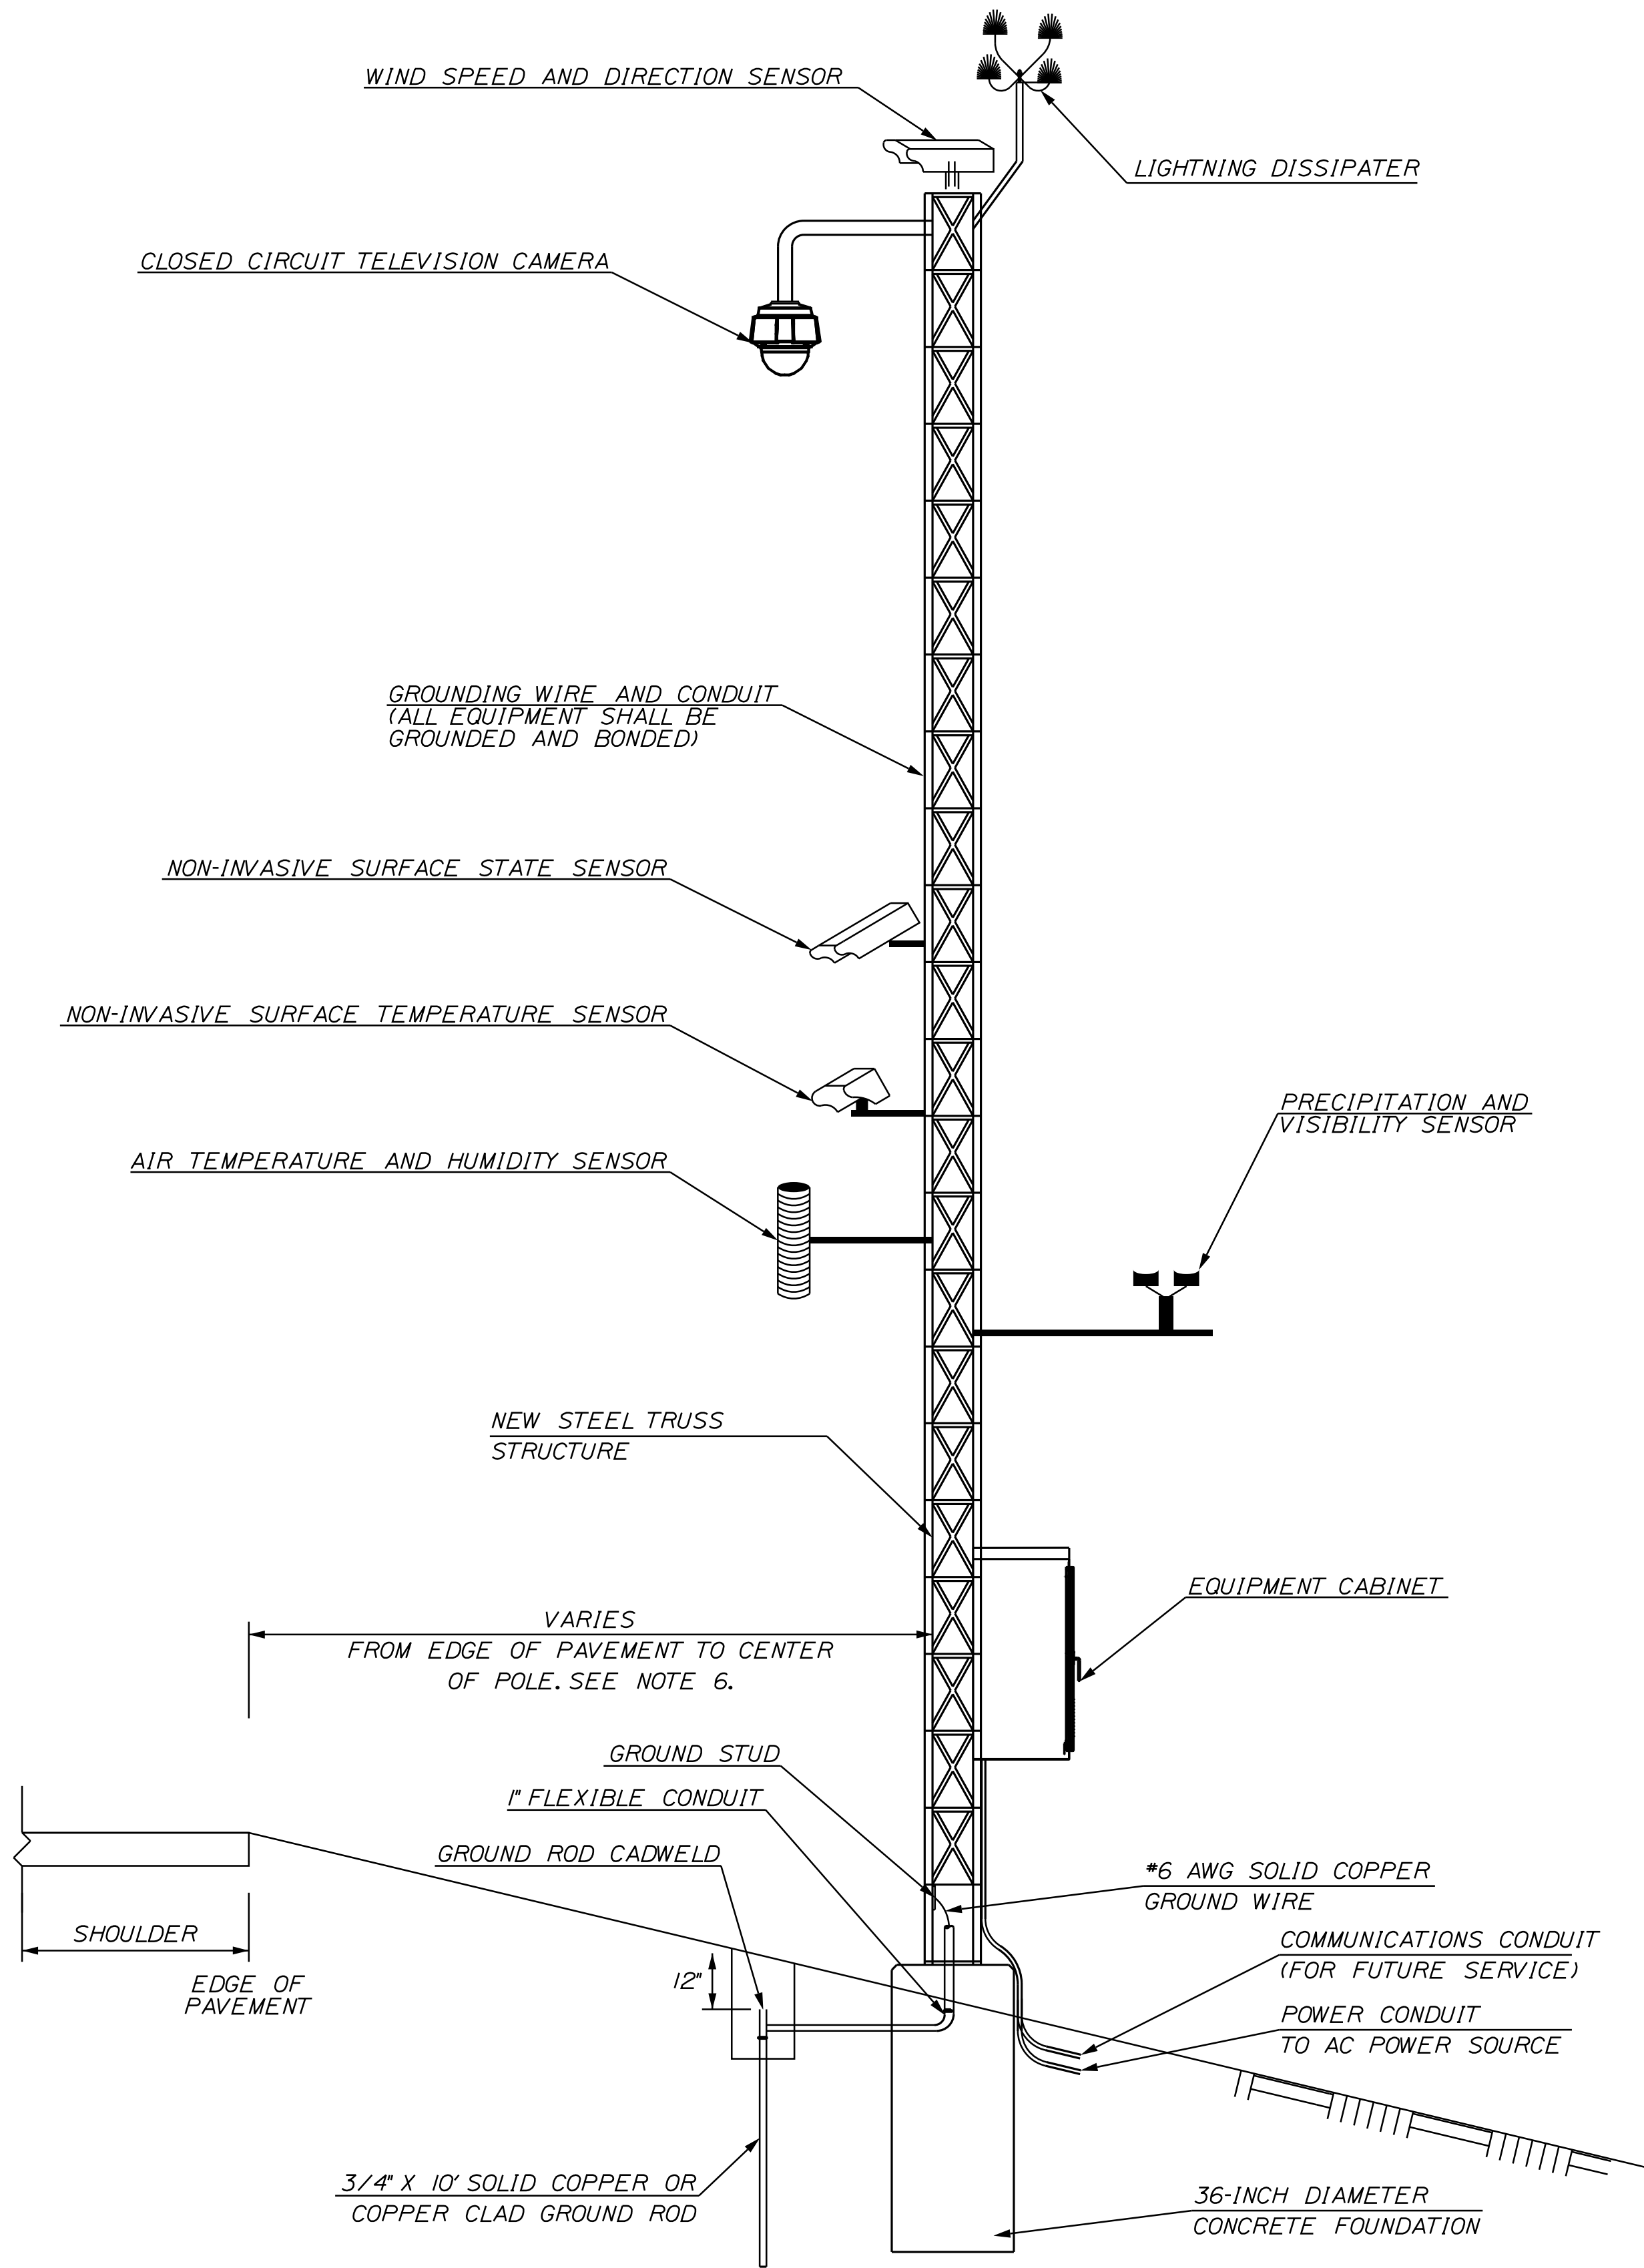 WIND SPEED AND DIRECTION SENSOR
LIGHTNING DISSIPATER
CLOSED CIRCUIT TELEVISION CAMERA
GROUNDING WIRE AND CONDUIT
(ALL EQUIPMENT SHALL BE
GROUNDED AND BONDED)
NON-INVASIVE SURFACE STATE SENSOR
NON-INVASIVE SURFACE TEMPERATURE SENSOR
PRECIPITATION AND
VISIBILITY SENSOR
AIR TEMPERATURE AND HUMIDITY SENSOR
NEW STEEL TRUSS
STRUCTURE
EQUIPMENT CABINET
VARIES
FROM EDGE OF PAVEMENT TO CENTER
OF POLE. SEE NOTE 6.
GROUND STUD
1" FLEXIBLE CONDUIT
GROUND ROD CADWELD
#6 AWG SOLID COPPER
GROUND WIRE
SHOULDER
COMMUNICATIONS CONDUIT
(FOR FUTURE SERVICE)
12"
EDGE OF
PAVEMENT
POWER CONDUIT
TO AC POWER SOURCE
3/4" X 10' SOLID COPPER OR
COPPER CLAD GROUND ROD
36-INCH DIAMETER
CONCRETE FOUNDATION